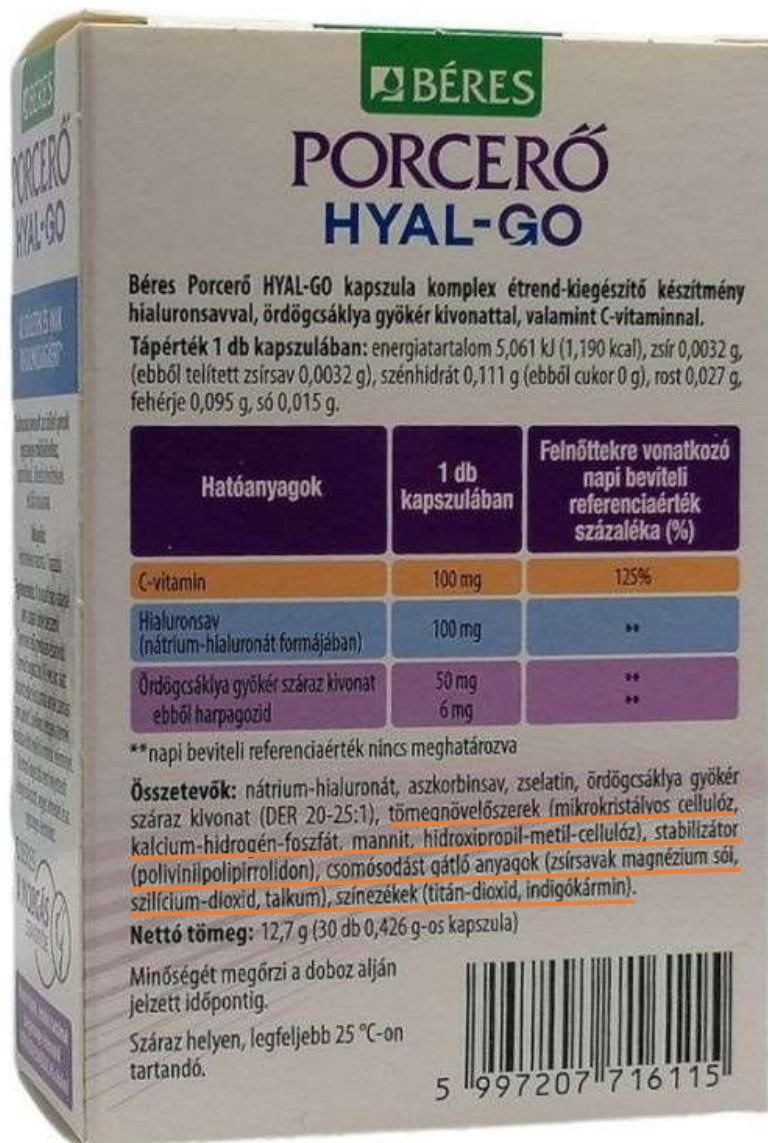 BÉRES
PORCERŐ
HYAL-GO
Béres Porcerő HYAL-GO kapszula komplex étrend-kiegészítő készítmény
hialuronsavval, ördögcsáklya gyökér kivonattal, valamint C-vitaminnal.
Tápérték 1 db kapszulában: energiatartalom 5,061 kJ (1,190 kcal), zsír 0,0032 g,
(ebből telített zsírsav 0,0032 g), szénhidrát 0,111 g (ebből cukor 0 g), rost 0,027 g,
fehérje 0,095 g, só 0,015 g.
Hatóanyagok
1 db
kapszulában
Felnőttekre vonatkozó
napi beviteli
referenciaérték
százaléka (%)
C-vitamin 100 mg 125%
Hialuronsav
(nátrium-hialuronát formájában) 100 mg **
Ördögcsáklya gyökér száraz kivonat 50 mg **
ebből harpagozid 6 mg **
**napi beviteli referenciaérték nincs meghatározva
Összetevők: nátrium-hialuronát, aszkorbinsav, zselatin, ördögcsáklya gyökér
száraz kivonat (DER 20-25:1), tömegnövelőszerek (mikrokristályos cellulóz,
kalcium-hidrogén-foszfát, mannit, hidroxipropil-metil-cellulóz), stabilizátor
(polivinilpolipirrolidon), csomósodást gátló anyagok (zsírsavak magnézium sói,
szilícium-dioxid, talkum), színezékek (titán-dioxid, indigókármin).
Nettó tömeg: 12,7 g (30 db 0,426 g-os kapszula)
Minőségét megőrzi a doboz alján
jelzett időpontig.
Száraz helyen, legfeljebb 25 °C-on
tartandó.
5 997207 716115
BÉRES
PORCERŐ
HYAL-GO